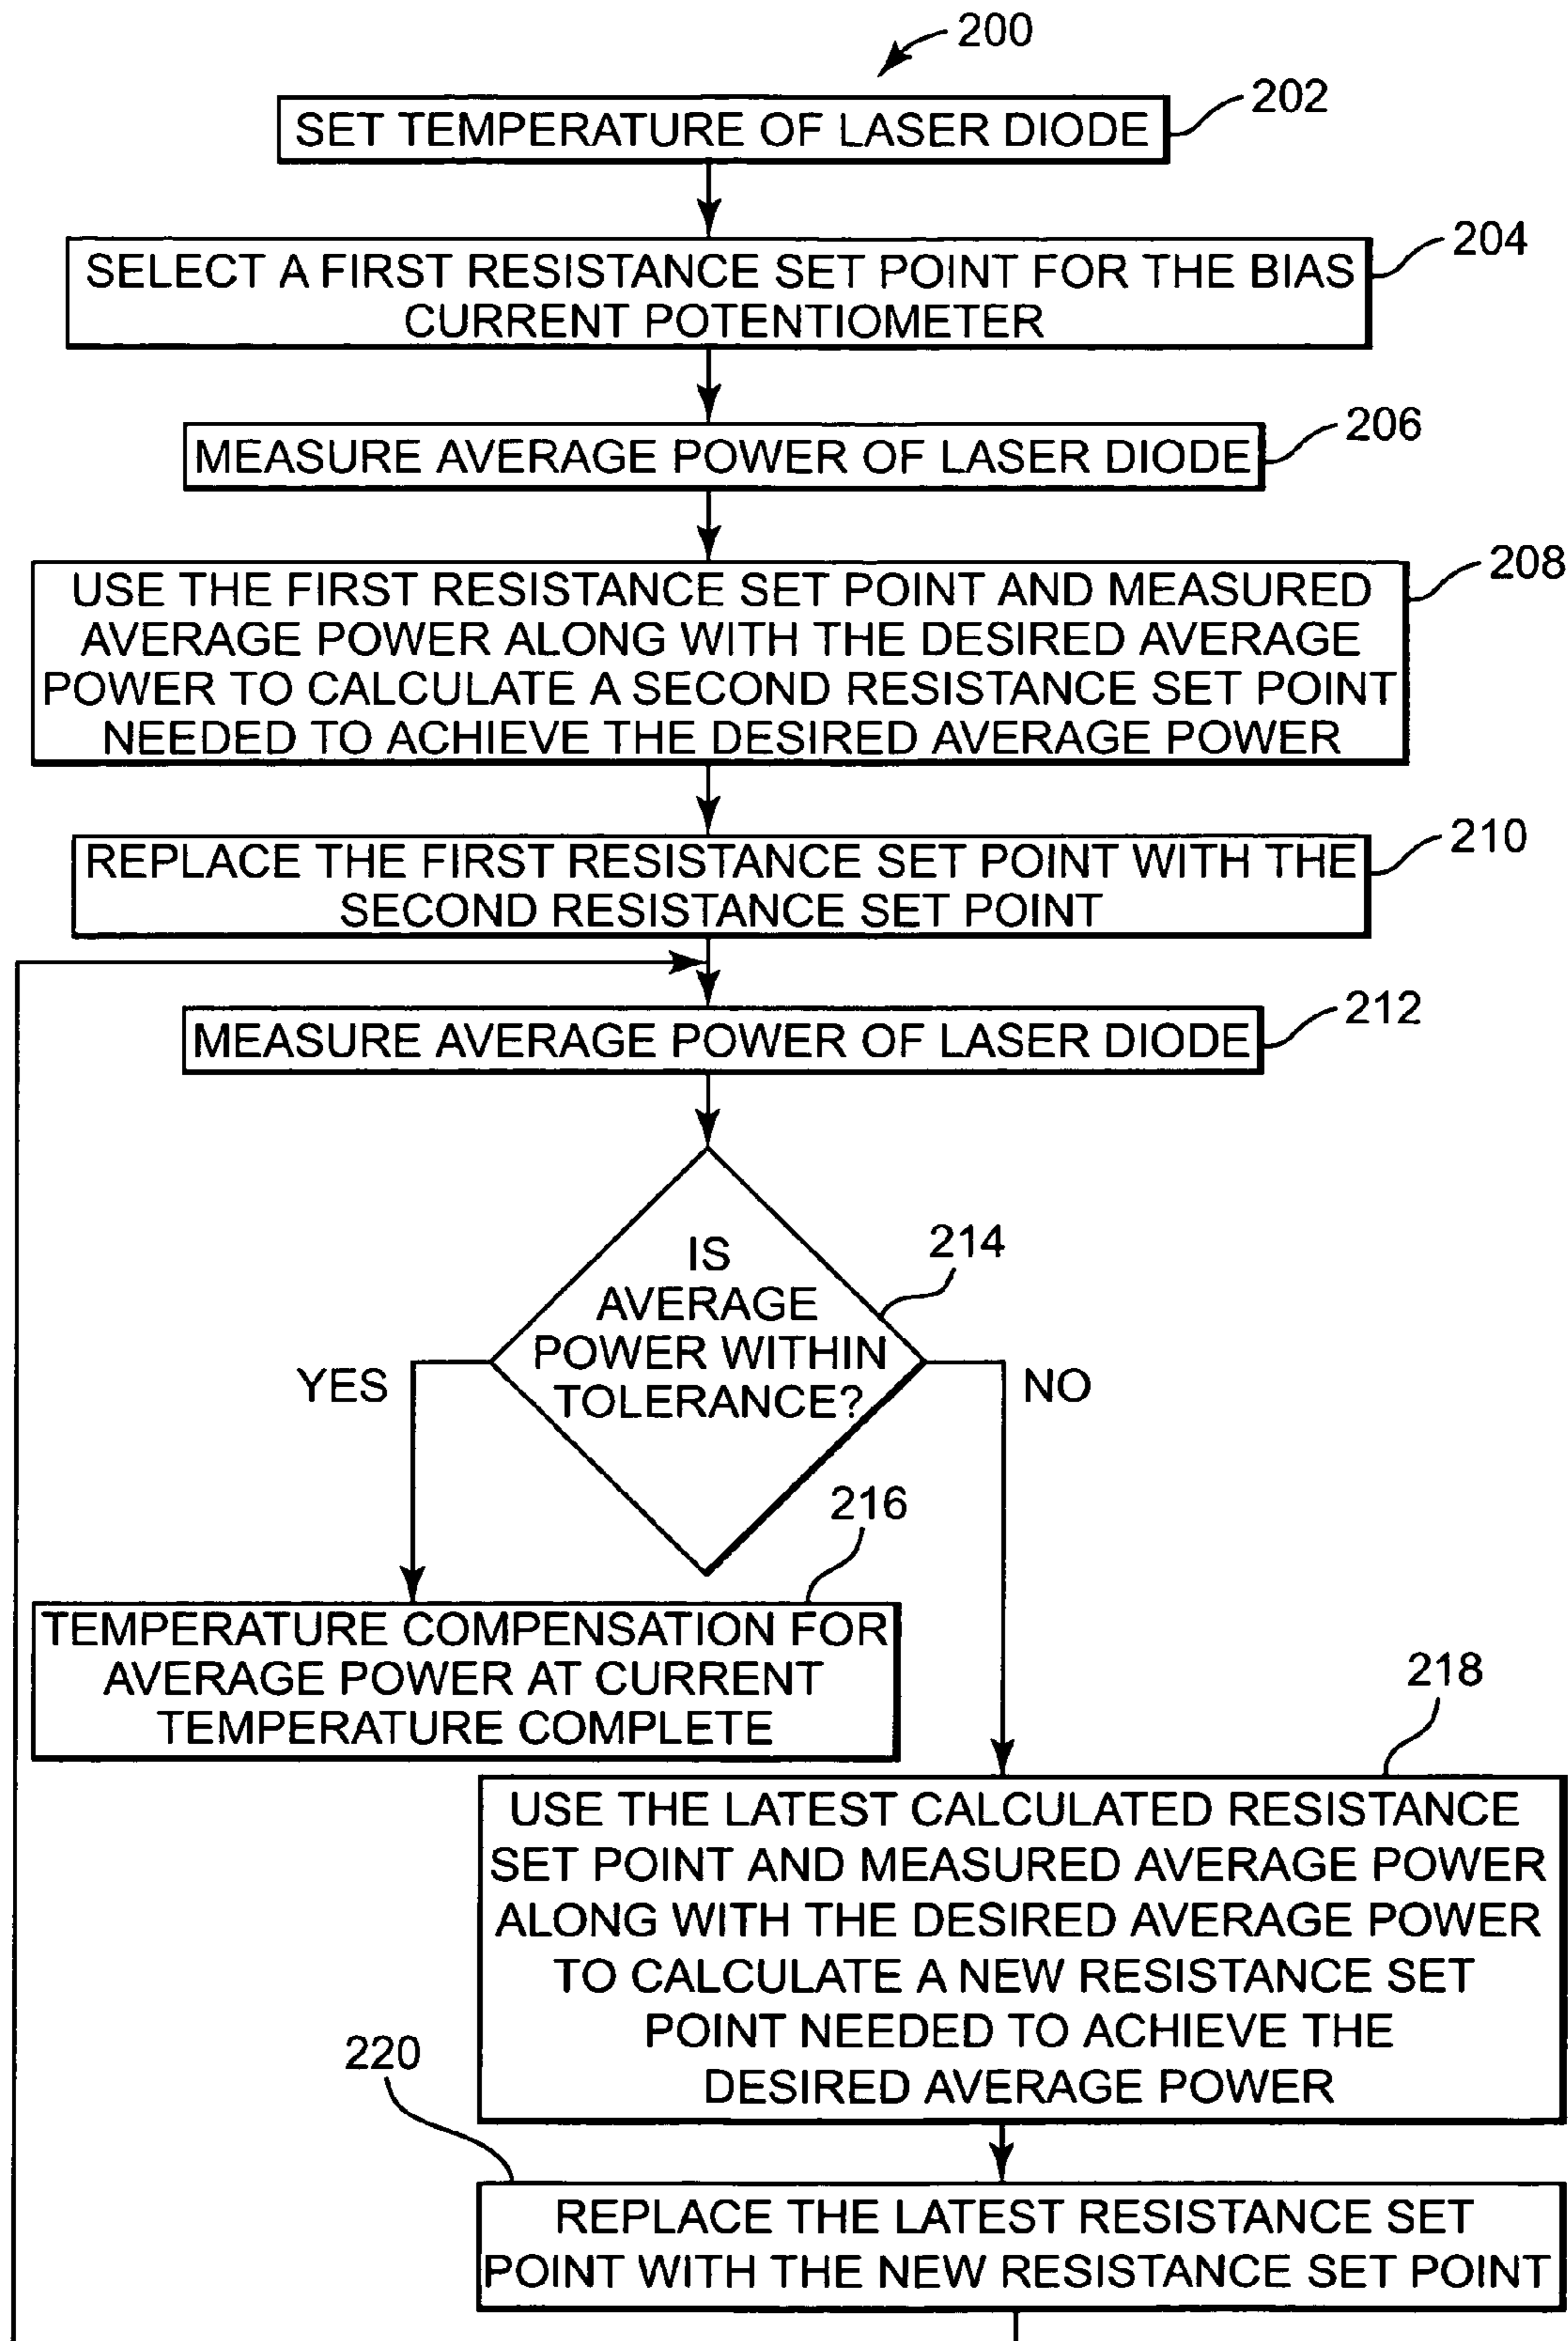 200
SET TEMPERATURE OF LASER DIODE
202
SELECT A FIRST RESISTANCE SET POINT FOR THE BIAS
CURRENT POTENTIOMETER
204
MEASURE AVERAGE POWER OF LASER DIODE
206
USE THE FIRST RESISTANCE SET POINT AND MEASURED
AVERAGE POWER ALONG WITH THE DESIRED AVERAGE
POWER TO CALCULATE A SECOND RESISTANCE SET POINT
NEEDED TO ACHIEVE THE DESIRED AVERAGE POWER
208
REPLACE THE FIRST RESISTANCE SET POINT WITH THE
SECOND RESISTANCE SET POINT
210
MEASURE AVERAGE POWER OF LASER DIODE
212
IS
AVERAGE
POWER WITHIN
TOLERANCE?
214
YES
NO
216
TEMPERATURE COMPENSATION FOR
AVERAGE POWER AT CURRENT
TEMPERATURE COMPLETE
218
USE THE LATEST CALCULATED RESISTANCE
SET POINT AND MEASURED AVERAGE POWER
ALONG WITH THE DESIRED AVERAGE POWER
TO CALCULATE A NEW RESISTANCE SET
POINT NEEDED TO ACHIEVE THE
DESIRED AVERAGE POWER
220
REPLACE THE LATEST RESISTANCE SET
POINT WITH THE NEW RESISTANCE SET POINT